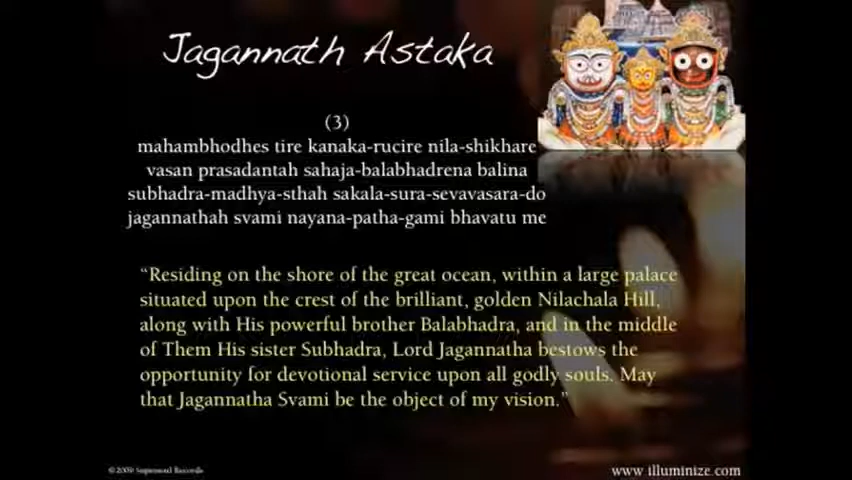 Jagannath Astaka
(3)
mahambhodhes tire kanaka-rucire nila-shikhare
vasan prasadantah sahaja-balabhadrena balina
subhadra-madhya-sthah sakala-sura-sevavasara-do
jagannathah svami nayana-patha-gami bhavatu me
“Residing on the shore of the great ocean, within a large palace
situated upon the crest of the brilliant, golden Nilachala Hill,
along with His powerful brother Balabhadra, and in the middle
of Them His sister Subhadra, Lord Jagannatha bestows the
opportunity for devotional service upon all godly souls. May
that Jagannatha Svami be the object of my vision.”
© 2009 Supersoul Records
www.illuminize.com